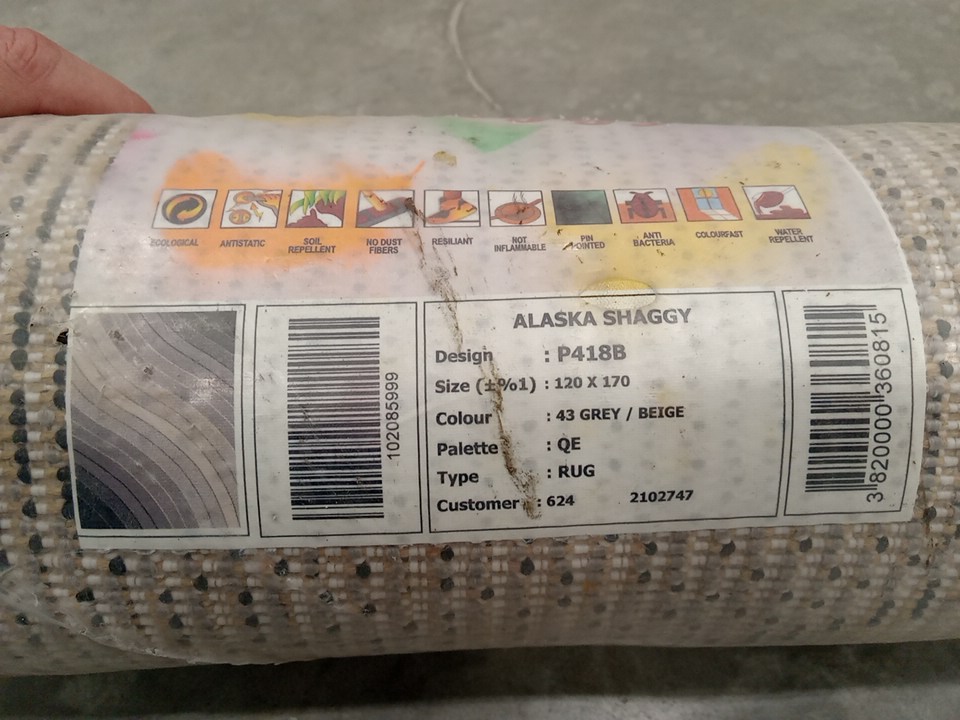 ECOLOGICAL
ANTISTATIC
SOIL
REPELLENT
NO DUST
FIBERS
RESILIANT
NOT
INFLAMMABLE
PIN
POINTED
ANTI
BACTERIA
COLOURFAST
WATER
REPELLENT
102085999
ALASKA SHAGGY
Design : P418B
Size (±%1) : 120 X 170
Colour : 43 GREY / BEIGE
Palette : QE
Type : RUG
Customer : 624 2102747
3820000360815